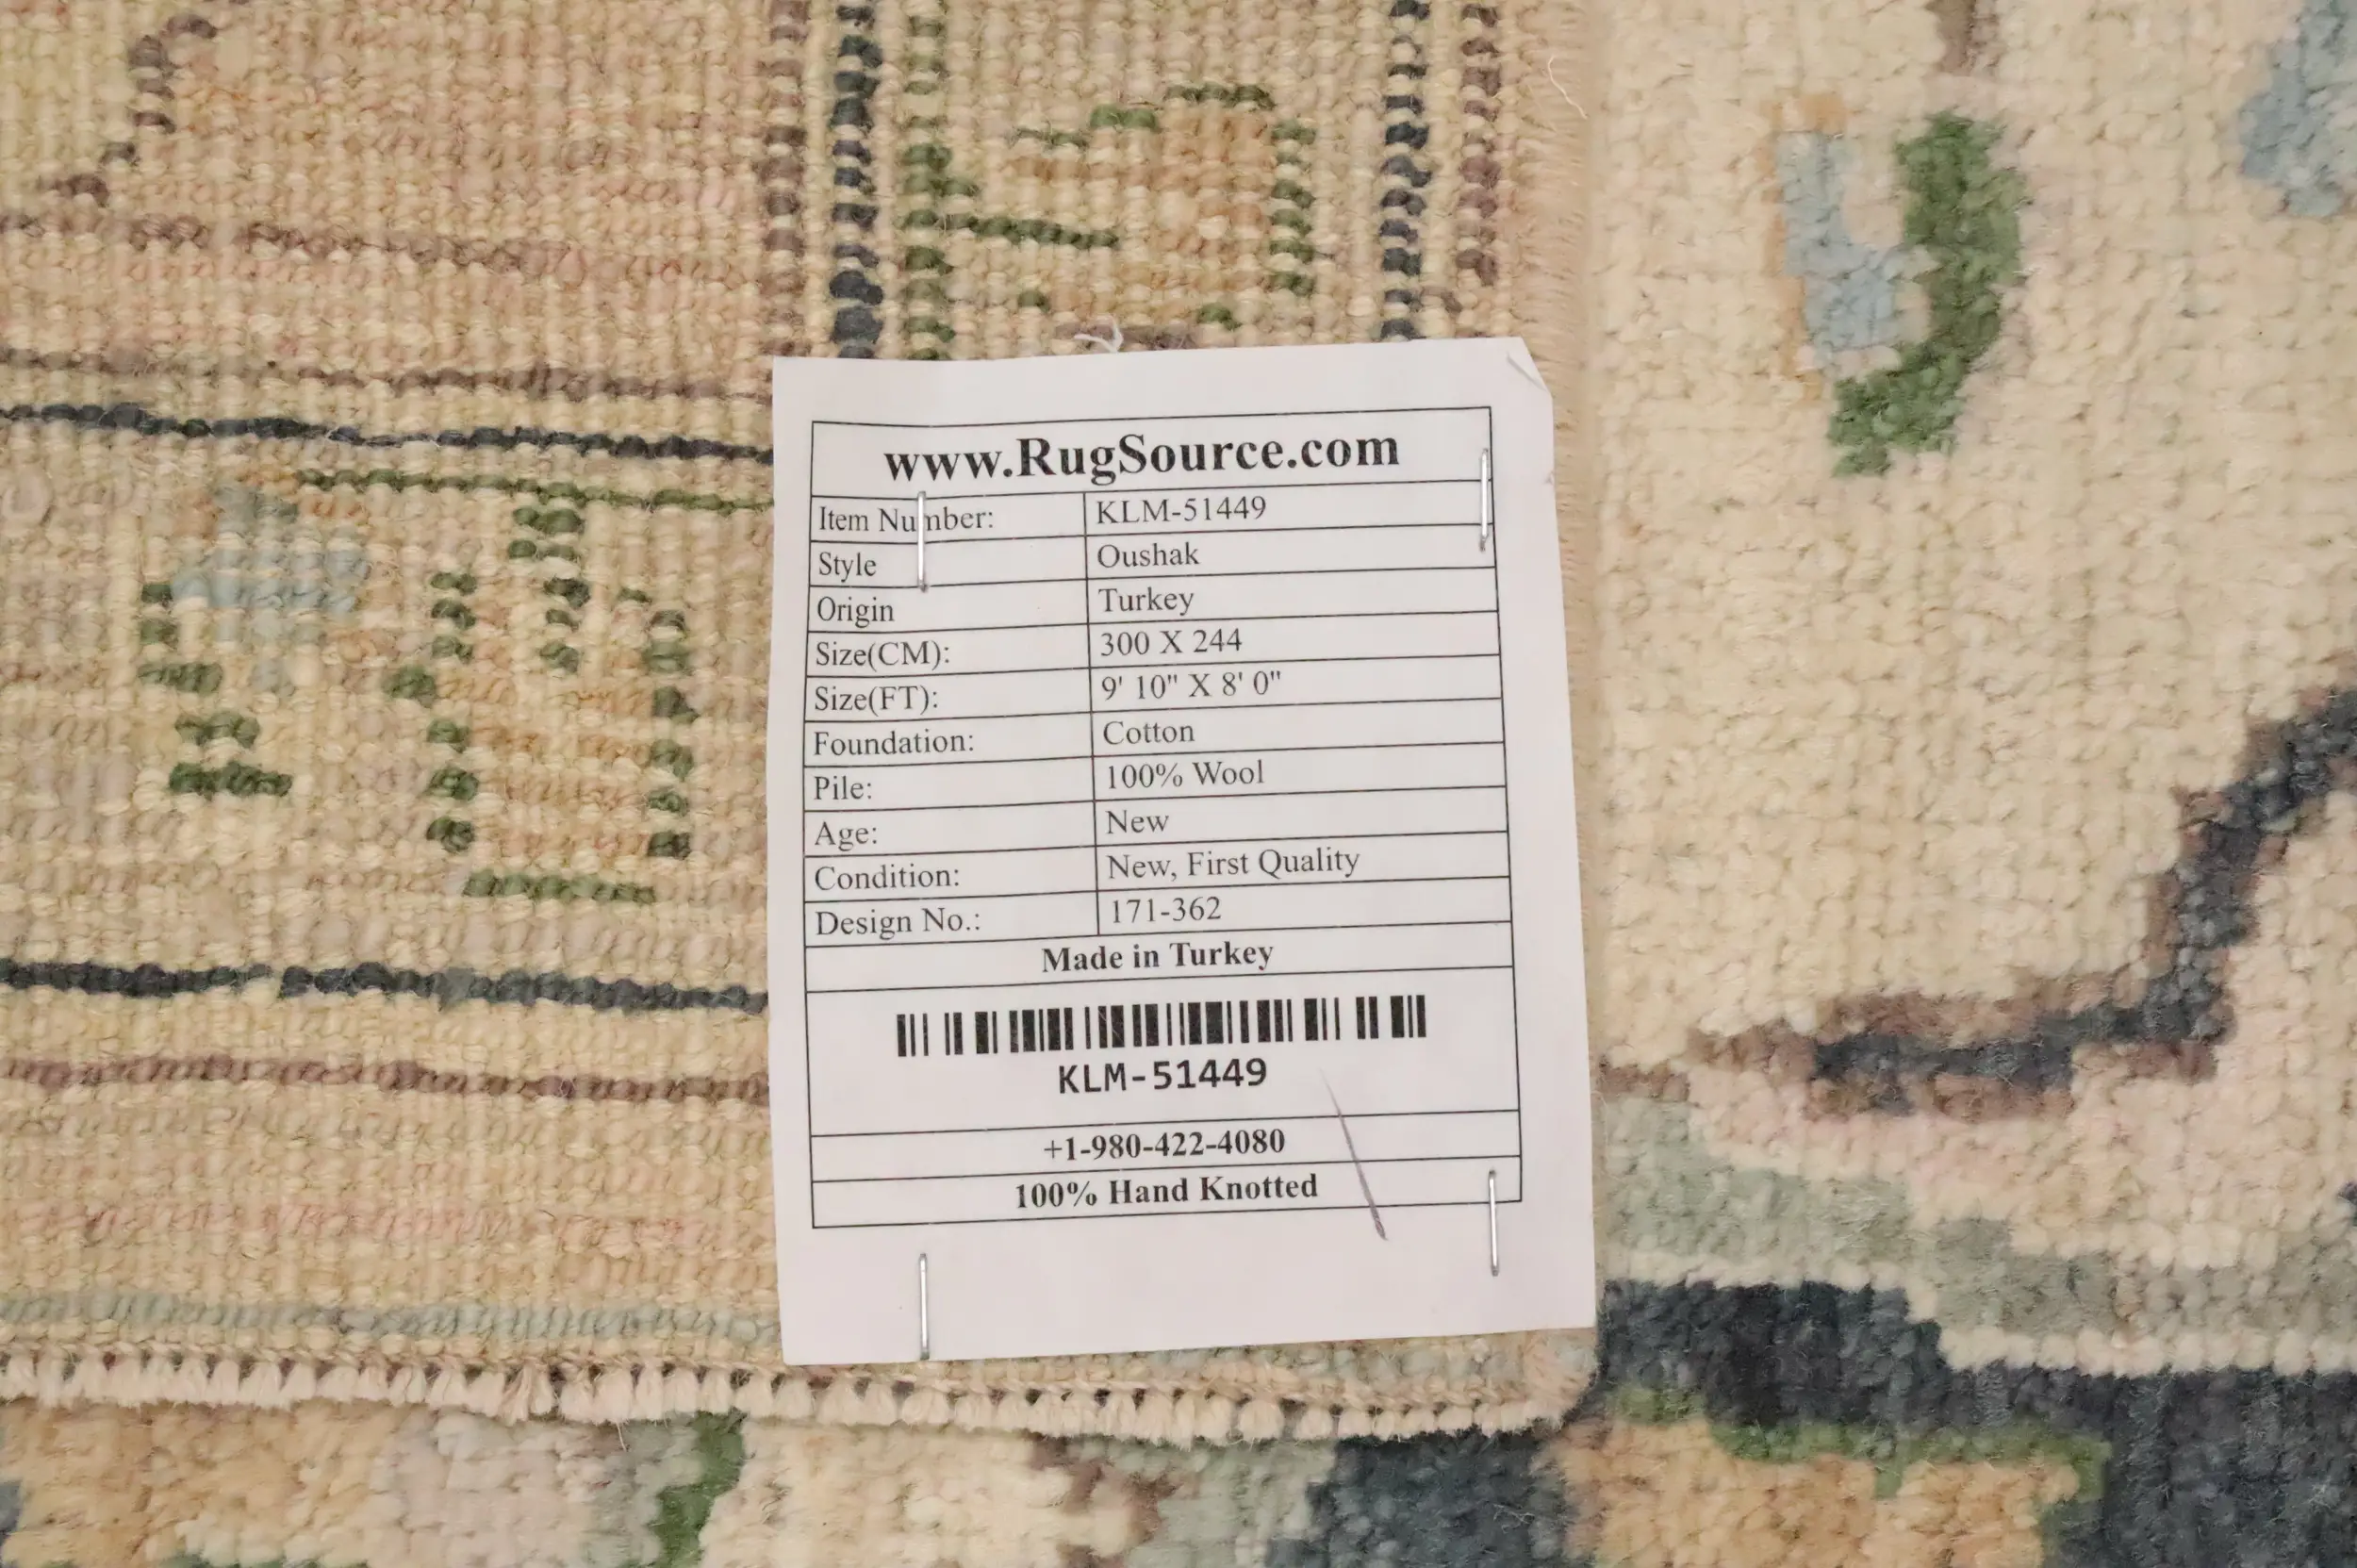 www.RugSource.com
Item Number: KLM-51449
Style Oushak
Origin Turkey
Size(CM): 300 X 244
Size(FT): 9' 10" X 8' 0"
Foundation: Cotton
Pile: 100% Wool
Age: New
Condition: New, First Quality
Design No.: 171-362
Made in Turkey
KLM-51449
+1-980-422-4080
100% Hand Knotted